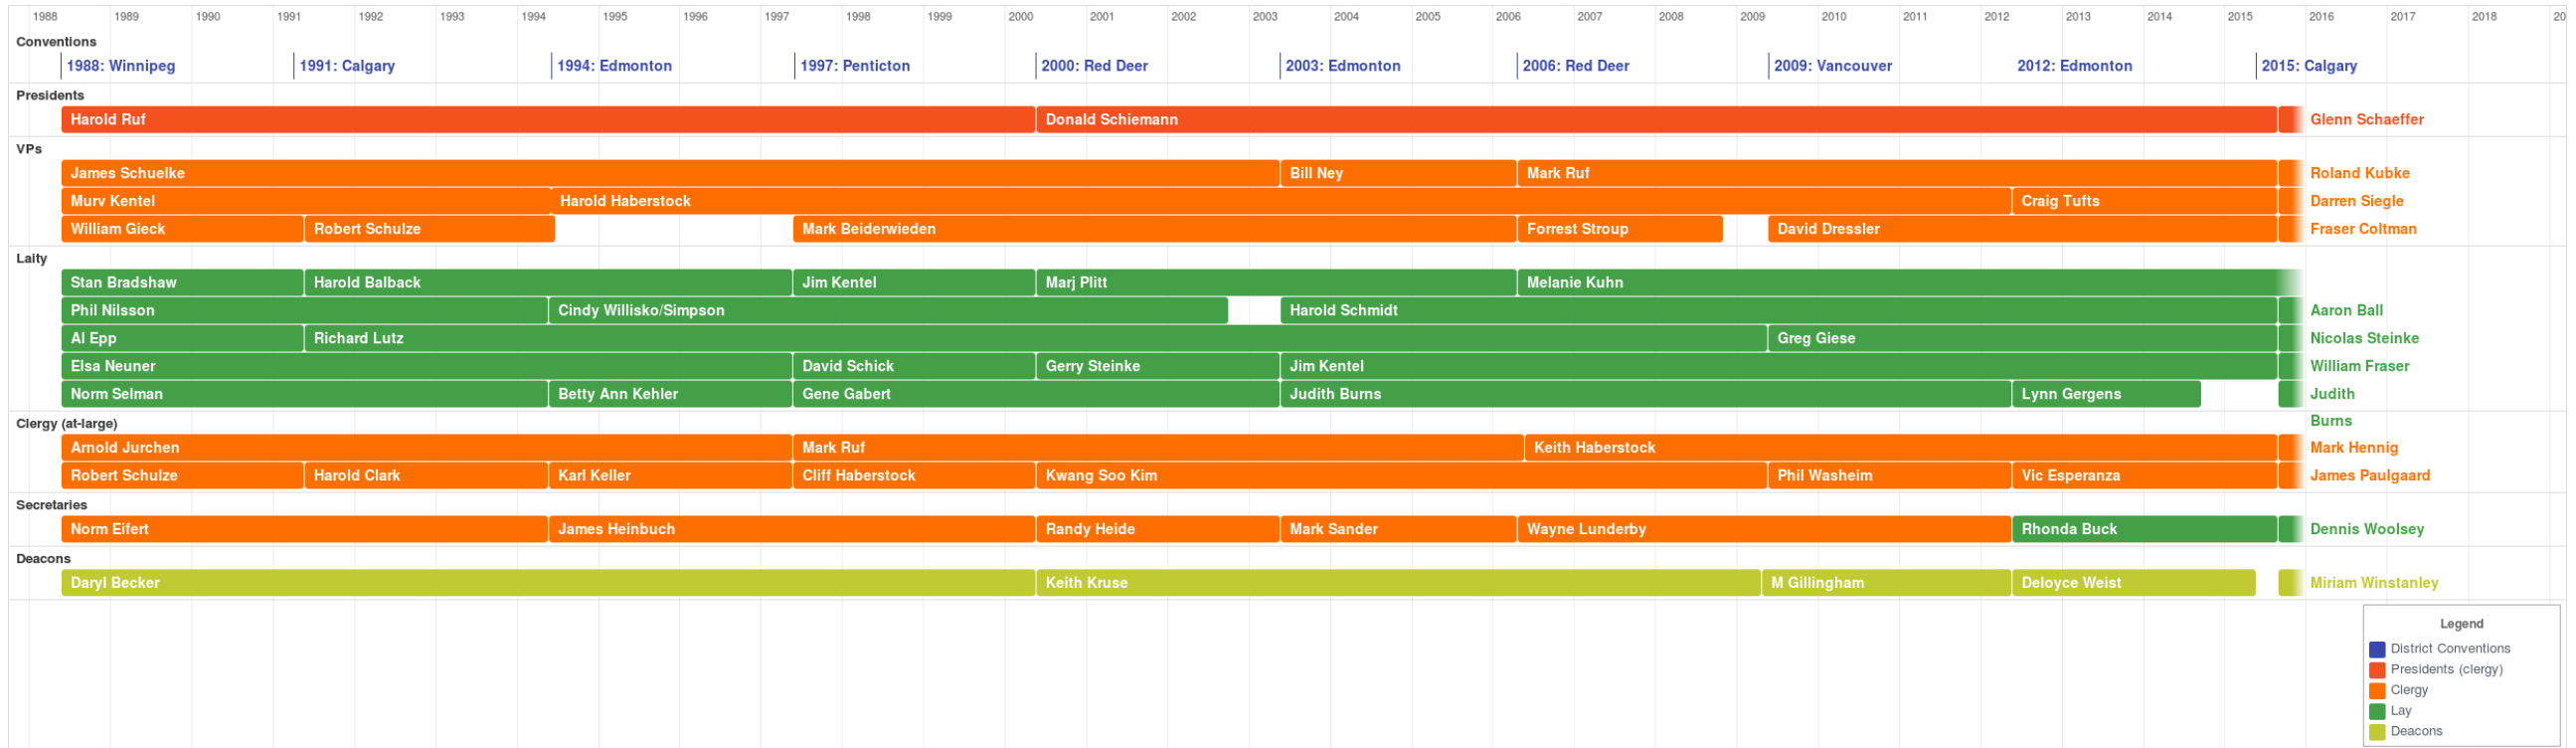 1988 1989 1990 1991 1992 1993 1994 1995 1996 1997 1998 1999 2000 2001 2002 2003 2004 2005 2006 2007 2008 2009 2010 2011 2012 2013 2014 2015 2016 2017 2018 20
Conventions
1988: Winnipeg 1991: Calgary 1994: Edmonton 1997: Penticton 2000: Red Deer 2003: Edmonton 2006: Red Deer 2009: Vancouver 2012: Edmonton 2015: Calgary
Presidents
Harold Ruf Donald Schiemann Glenn Schaeffer
VPs
James Schuelke Bill Ney Mark Ruf Roland Kubke
Murv Kentel Harold Haberstock Craig Tufts Darren Siegle
William Gieck Robert Schulze Mark Beiderwieden Forrest Stroup David Dressler Fraser Coltman
Laity
Stan Bradshaw Harold Balback Jim Kentel Marj Plitt Melanie Kuhn
Phil Nilsson Cindy Willisko/Simpson Harold Schmidt Aaron Ball
Al Epp Richard Lutz Greg Giese Nicolas Steinke
Elsa Neuner David Schick Gerry Steinke Jim Kentel William Fraser
Norm Selman Betty Ann Kehler Gene Gabert Judith Burns Lynn Gergens Judith
Burns
Clergy (at-large)
Arnold Jurchen Mark Ruf Keith Haberstock Mark Hennig
Robert Schulze Harold Clark Karl Keller Cliff Haberstock Kwang Soo Kim Phil Washeim Vic Esperanza James Paulgaard
Secretaries
Norm Eifert James Heinbuch Randy Heide Mark Sander Wayne Lunderby Rhonda Buck Dennis Woolsey
Deacons
Daryl Becker Keith Kruse M Gillingham Deloyce Weist Miriam Winstanley
Legend
District Conventions
Presidents (clergy)
Clergy
Lay
Deacons